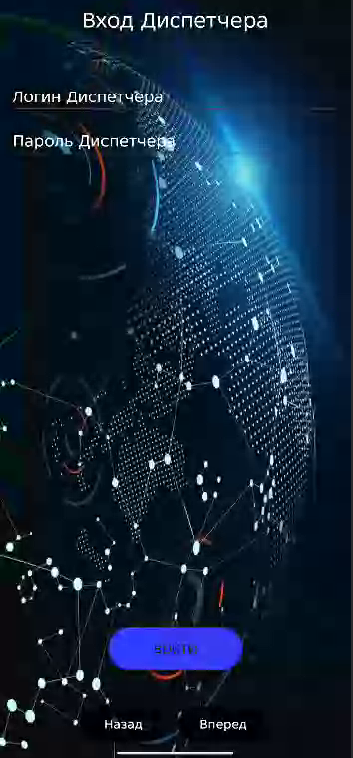 Вход Диспетчера
Логин Диспетчера
Пароль Диспетчера
войти
Назад
Вперед